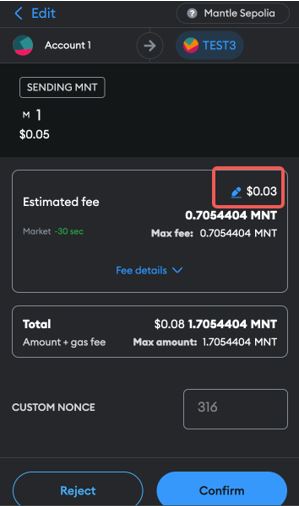 Edit
Mantle Sepolia
Account 1
TEST3
SENDING MNT
M 1
$0.05
$0.03
Estimated fee
0.7054404 MNT
Market ~30 sec
Max fee: 0.7054404 MNT
Fee details
Total $0.08 1.7054404 MNT
Amount + gas fee Max amount: 1.7054404 MNT
CUSTOM NONCE 316
Reject Confirm